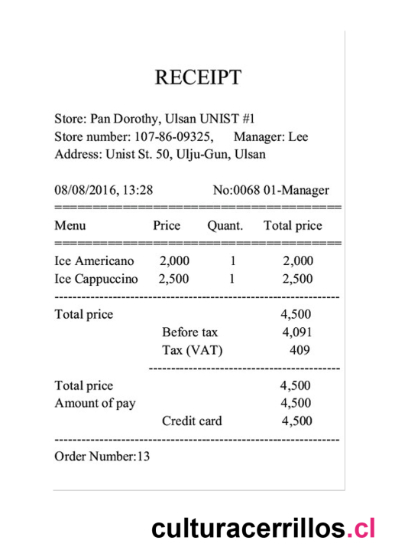 RECEIPT
Store: Pan Dorothy, Ulsan UNIST #1
Store number: 107-86-09325, Manager: Lee
Address: Unist St. 50, Ulju-Gun, Ulsan
08/08/2016, 13:28 No:0068 01-Manager
Menu Price Quant. Total price
Ice Americano 2,000 1 2,000
Ice Cappuccino 2,500 1 2,500
Total price 4,500
Before tax 4,091
Tax (VAT) 409
Total price 4,500
Amount of pay 4,500
Credit card 4,500
Order Number:13
culturacerrillos.cl